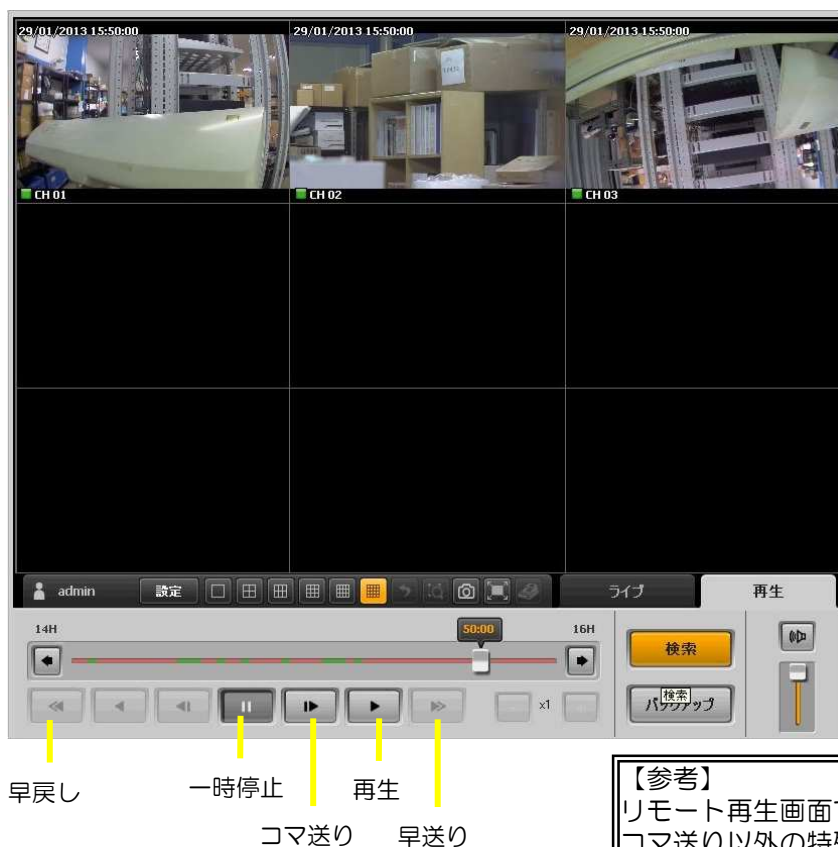 29/01/2013 15:50:00
29/01/2013 15:50:00
29/01/2013 15:50:00
CH 01
CH 02
CH 03
admin
設定
ライブ
再生
14H
50:00
16H
検索
x1
バックアップ
検索
早戻し
一時停止
再生
コマ送り
早送り
【参考】
リモート再生画面
コマ送り以外の特